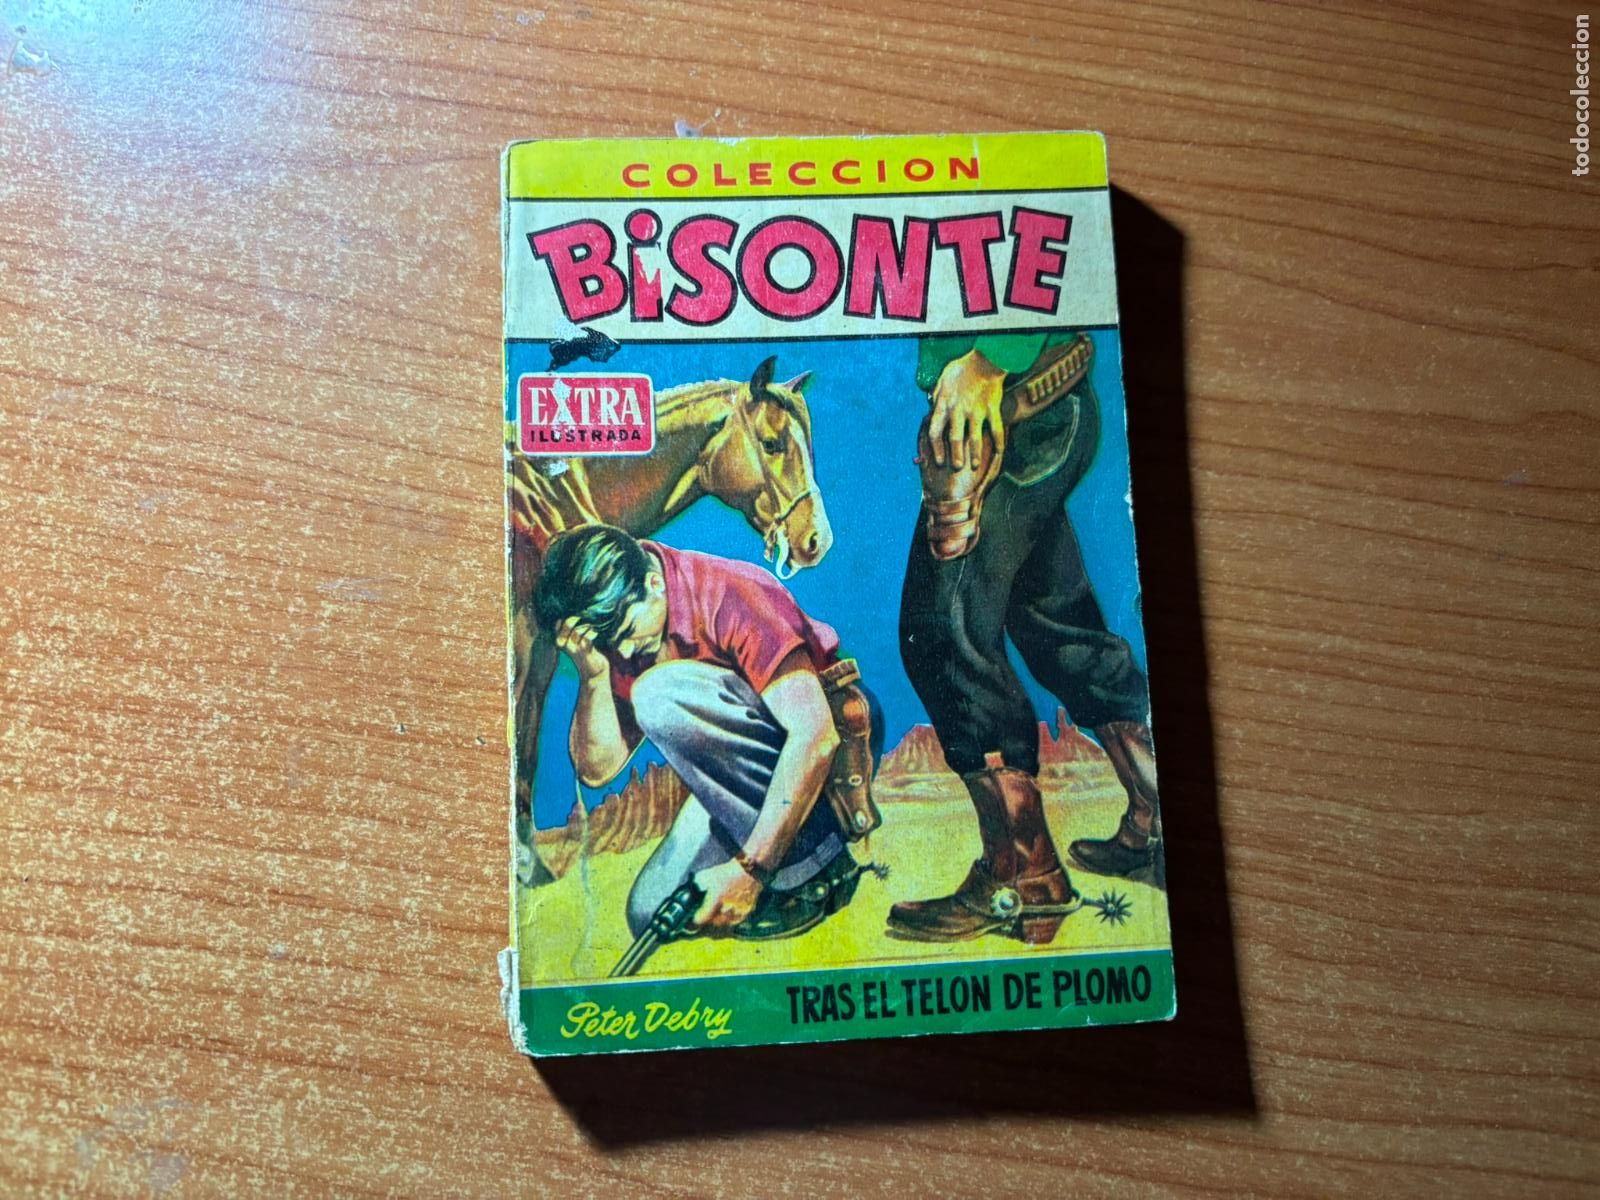 COLECCION
BiSONTE
EXTRA
ILUSTRADA
Peter Debry
TRAS EL TELON DE PLOMO
todocoleccion